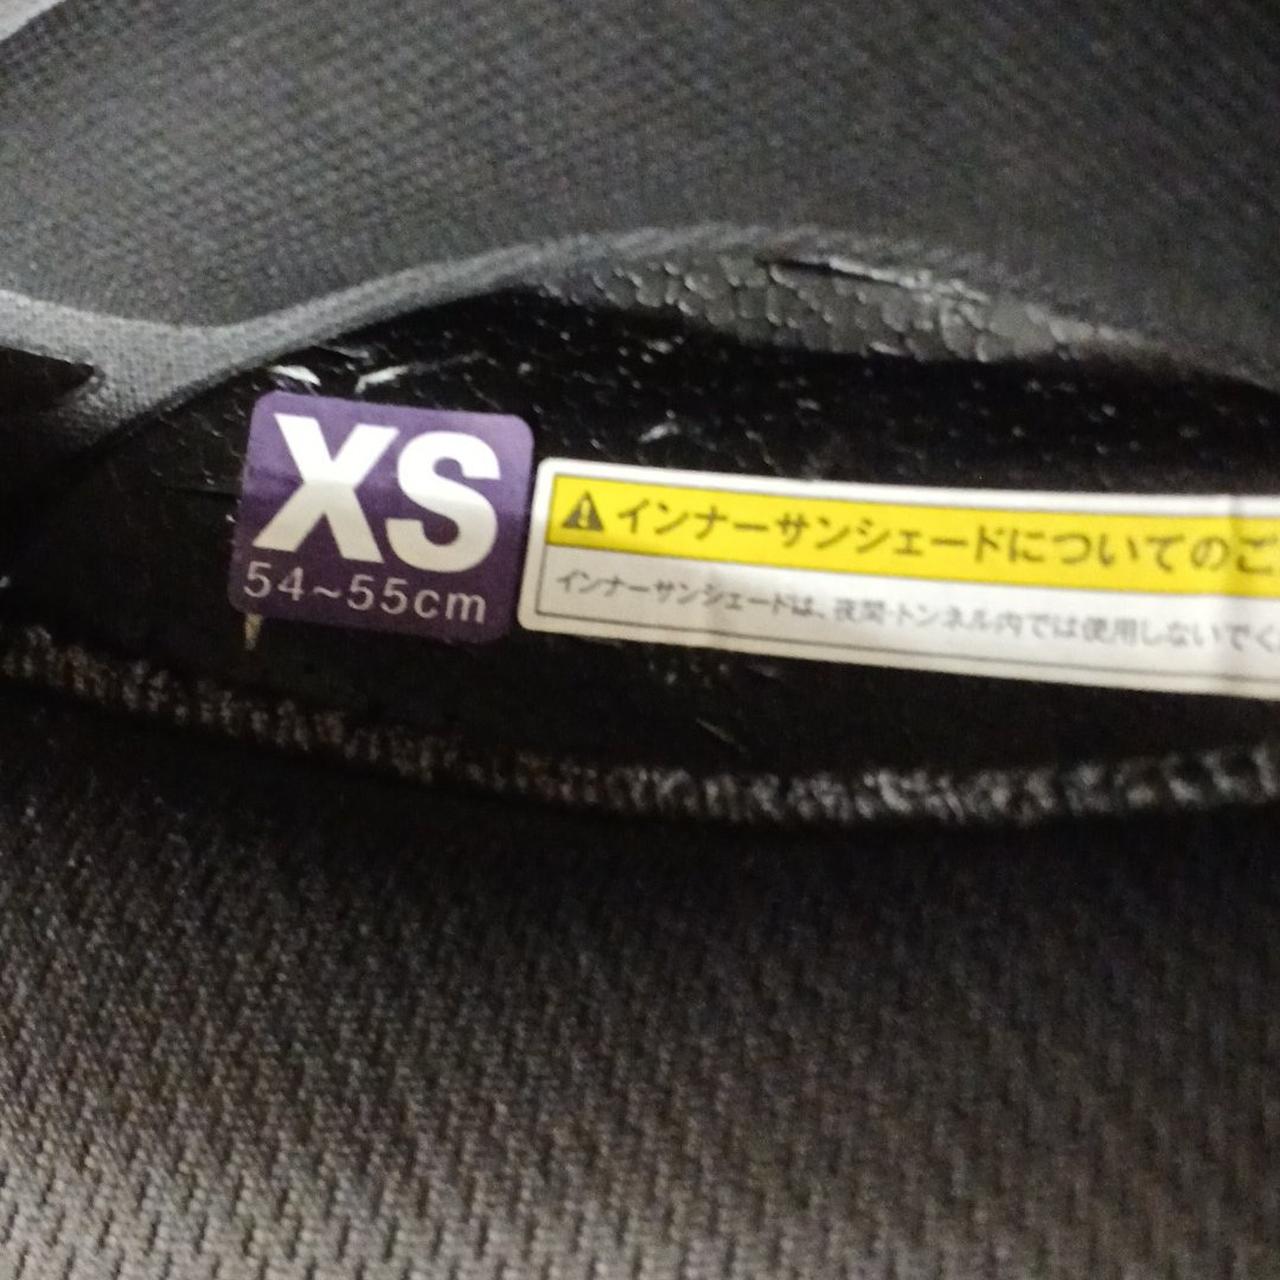 XS
54~55cm
インナーサンシェードについてのご
インナーサンシェードは、夜間・トンネル内では使用しないでく